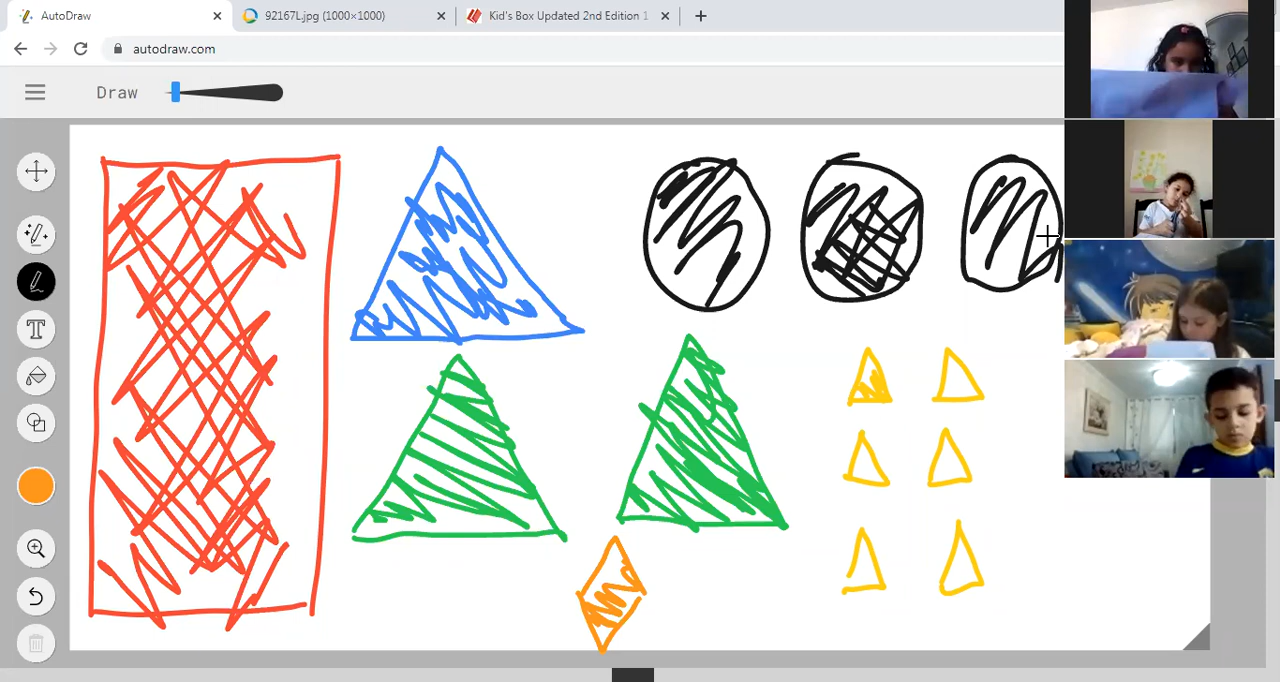 AutoDraw
92167L.jpg (1000×1000)
Kid's Box Updated 2nd Edition 1
autodraw.com
Draw
T